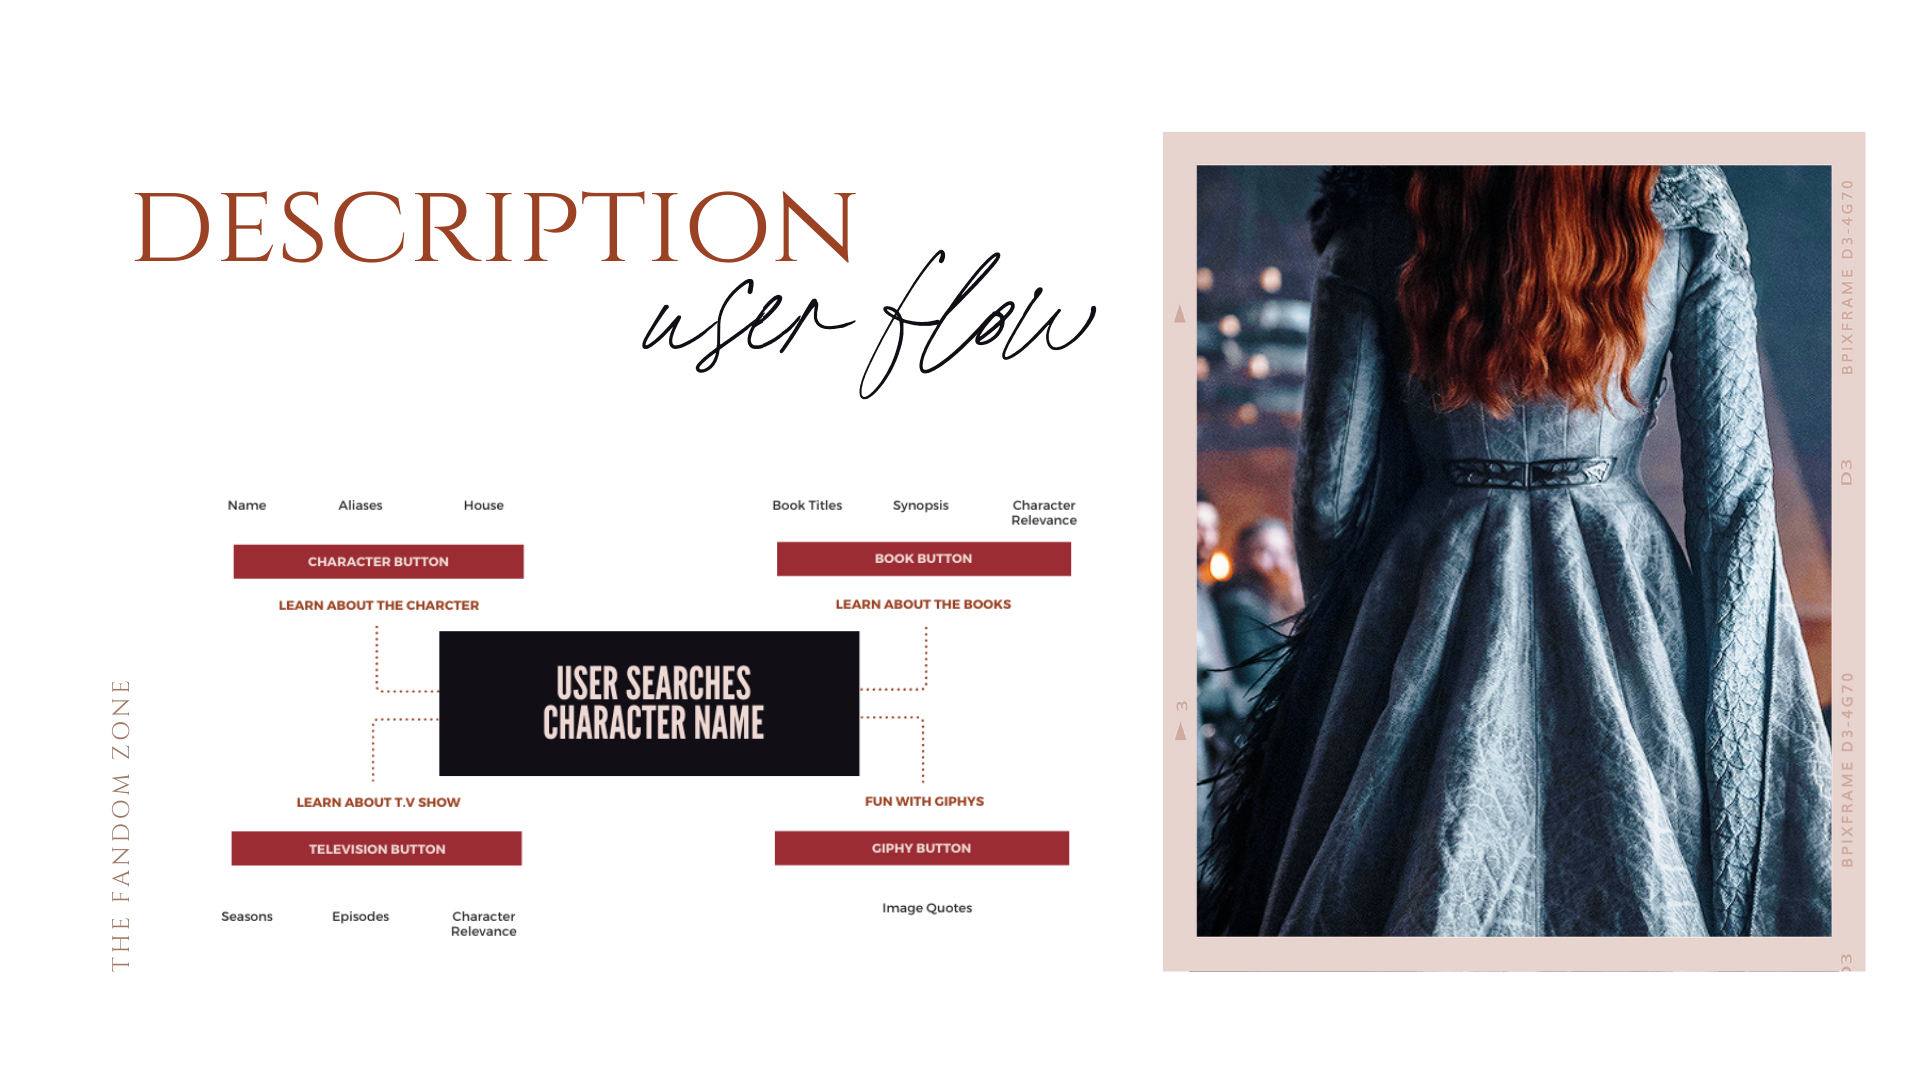 DESCRIPTION
user flow
Name Aliases House
CHARACTER BUTTON
LEARN ABOUT THE CHARCTER
Book Titles Synopsis Character
Relevance
BOOK BUTTON
LEARN ABOUT THE BOOKS
USER SEARCHES
CHARACTER NAME
LEARN ABOUT T.V SHOW
TELEVISION BUTTON
Seasons Episodes Character
Relevance
FUN WITH GIPHYS
GIPHY BUTTON
Image Quotes
THE FANDOM ZONE
3
BPIXFRAME D3-4G70
D3
BPIXFRAME D3-4G70
D3